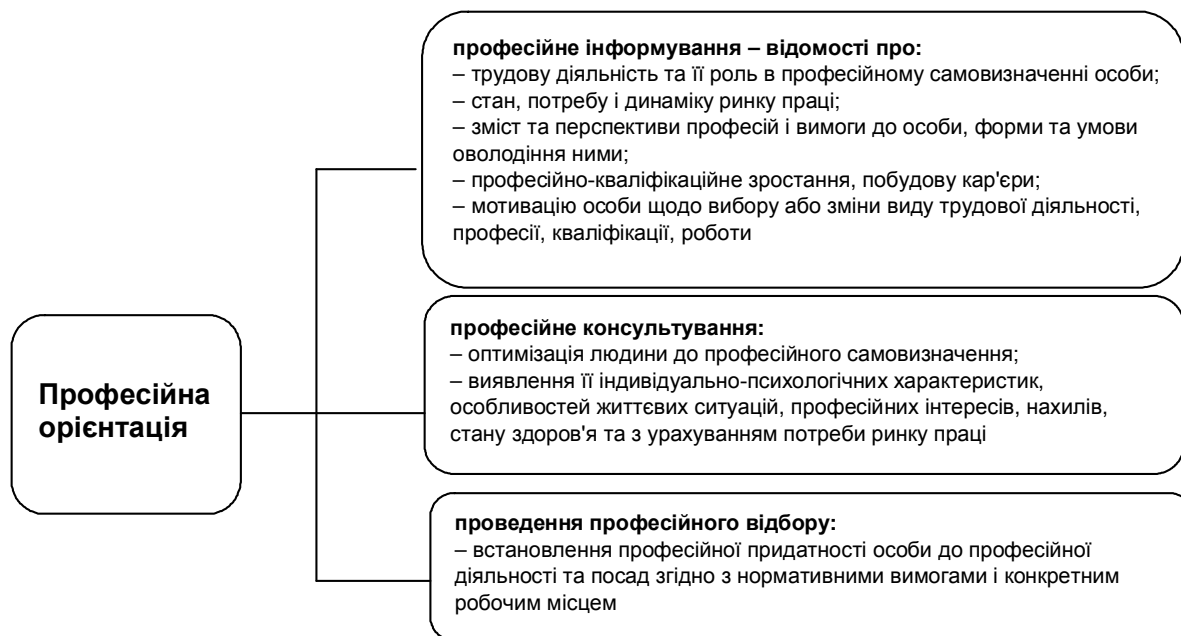 професійне інформування – відомості про:
– трудову діяльність та її роль в професійному самовизначенні особи;
– стан, потребу і динаміку ринку праці;
– зміст та перспективи професій і вимоги до особи, форми та умови
оволодіння ними;
– професійно-кваліфікаційне зростання, побудову кар'єри;
– мотивацію особи щодо вибору або зміни виду трудової діяльності,
професії, кваліфікації, роботи
Професійна
орієнтація
професійне консультування:
– оптимізація людини до професійного самовизначення;
– виявлення її індивідуально-психологічних характеристик,
особливостей життєвих ситуацій, професійних інтересів, нахилів,
стану здоров'я та з урахуванням потреби ринку праці
проведення професійного відбору:
– встановлення професійної придатності особи до професійної
діяльності та посад згідно з нормативними вимогами і конкретним
робочим місцем